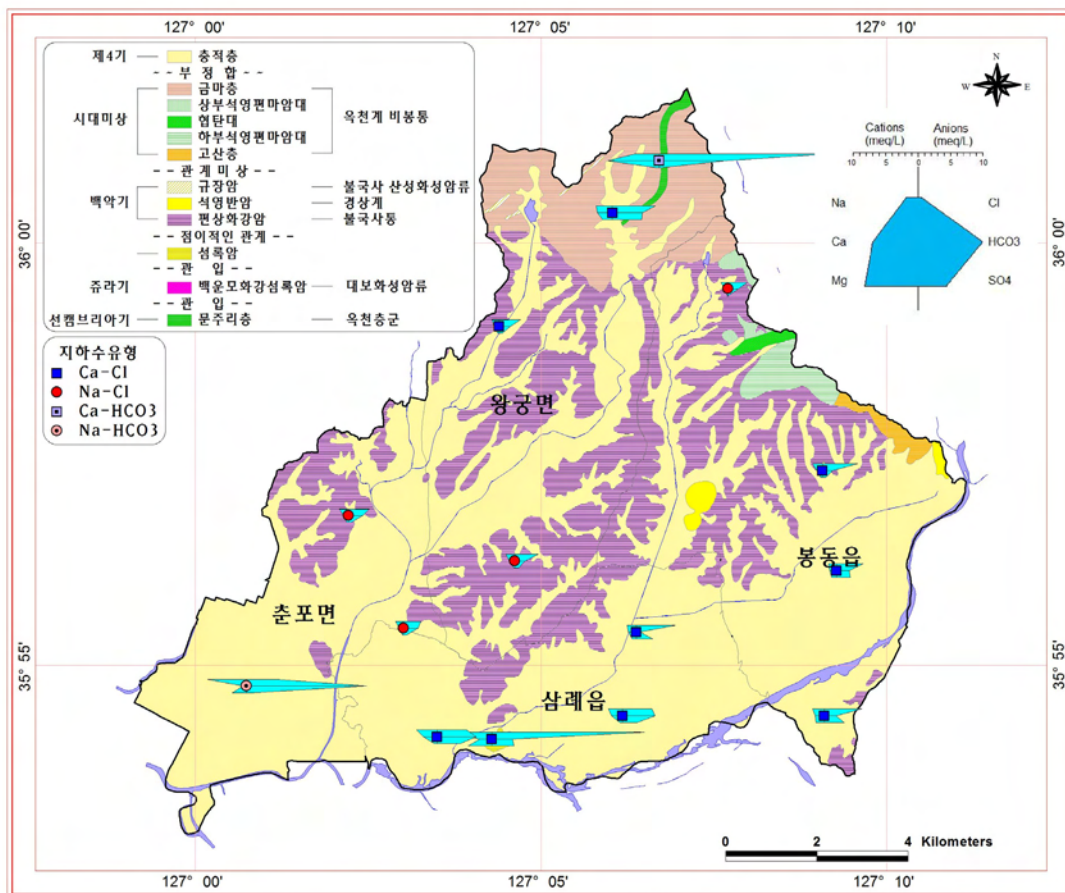 127° 00'
127° 05'
127° 10'
제4기
충적층
-- 부 정 합 --
금마층
상부석영편마암대
시대미상
협탄대
옥천계 비봉통
하부석영편마암대
고산층
-- 관 계 미 상 --
규장암
불국사 산성화성암류
백악기
석영반암
경상계
편상화강암
불국사통
-- 점이적인 관계 --
섬록암
-- 관 입 --
쥬라기
백운모화강섬록암
대보화성암류
-- 관 입 --
선캠브리아기
문주리층
옥천층군
지하수유형
Ca-Cl
Na-Cl
Ca-HCO3
Na-HCO3
N
W
E
S
Cations
(meq/L)
Anions
(meq/L)
10 5 0 5 10
Na
Cl
Ca
HCO3
Mg
SO4
36° 00'
36° 00'
왕궁면
봉동읍
춘포면
삼례읍
35° 55'
35° 55'
0 2 4 Kilometers
127° 00'
127° 05'
127° 10'